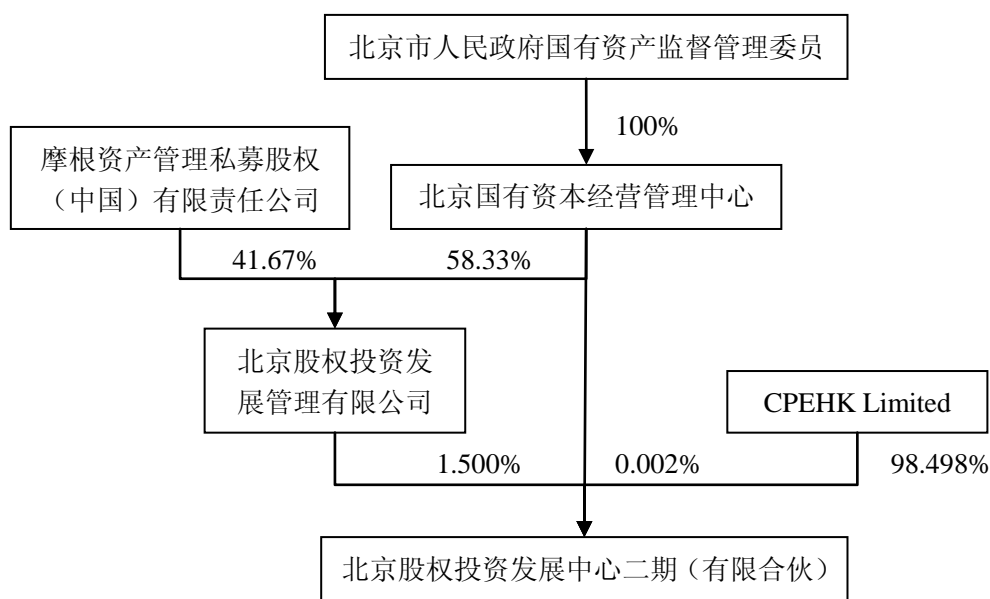 北京市人民政府国有资产监督管理委员
100%
摩根资产管理私募股权
（中国）有限责任公司
北京国有资本经营管理中心
41.67%
58.33%
北京股权投资发
展管理有限公司
CPEHK Limited
1.500%
0.002%
98.498%
北京股权投资发展中心二期（有限合伙）